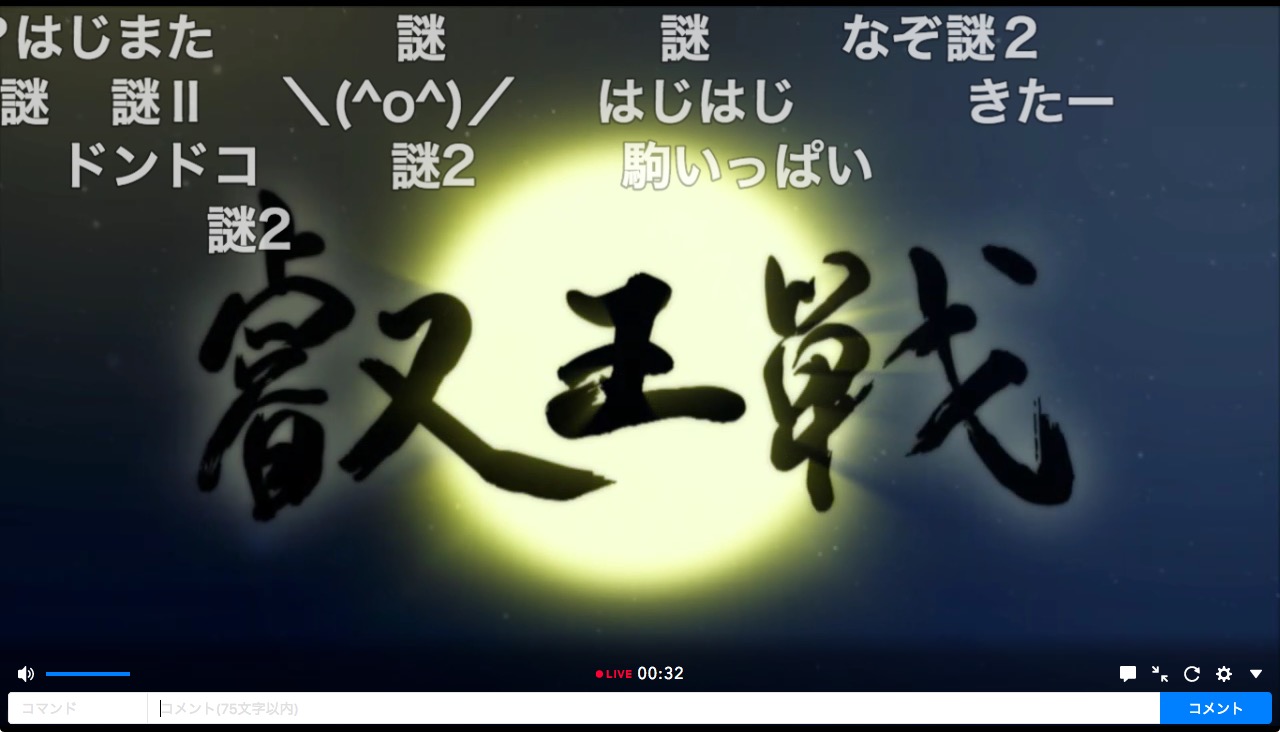 ?はじまた 謎 謎 なぞ謎２
謎 謎Ⅱ ＼(^o^)／ はじはじ きたー
ドンドコ 謎2 駒いっぱい
謎2
叡王戦
LIVE 00:32
コマンド コメント(75文字以内) コメント